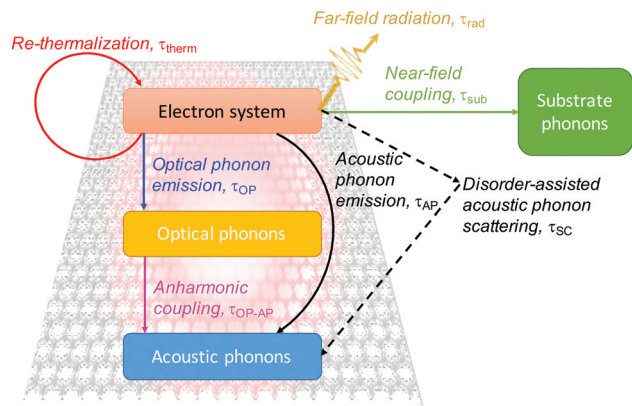 Far-field radiation, τrad
Re-thermalization, τtherm
Near-field
coupling, τsub
Electron system
Substrate
phonons
Optical phonon
emission, τOP
Acoustic
phonon
emission, τAP
Disorder-assisted
acoustic phonon
scattering, τSC
Optical phonons
Anharmonic
coupling, τOP-AP
Acoustic phonons